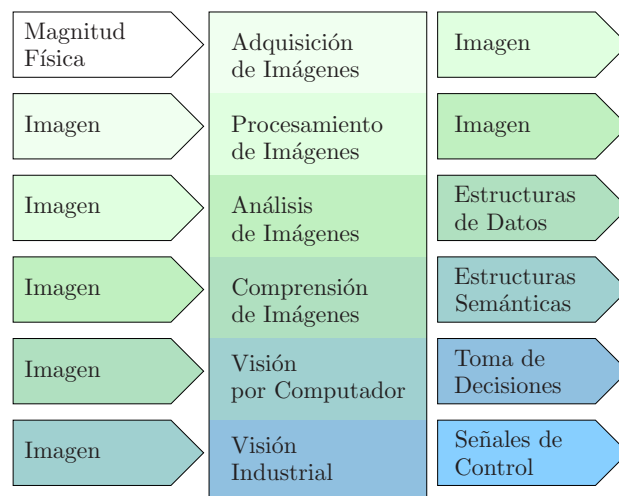 Magnitud
Física
Adquisición
de Imágenes
Imagen
Imagen
Procesamiento
de Imágenes
Imagen
Imagen
Análisis
de Imágenes
Estructuras
de Datos
Imagen
Comprensión
de Imágenes
Estructuras
Semánticas
Imagen
Visión
por Computador
Toma de
Decisiones
Imagen
Visión
Industrial
Señales de
Control